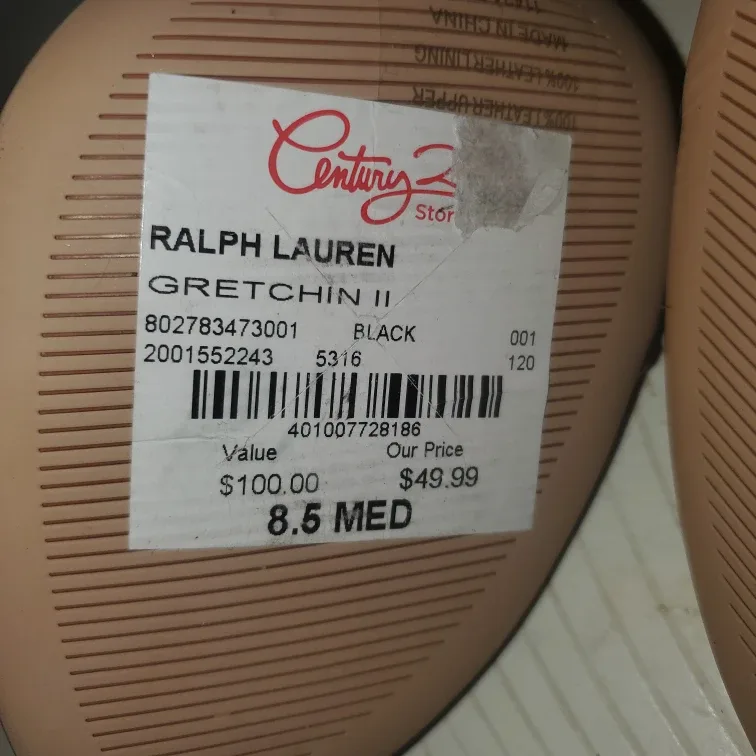 100% LEATHER UPPER
100% LEATHER LINING
MADE IN CHINA
Century
Stor
RALPH LAUREN
GRETCHIN II
802783473001 BLACK 001
2001552243 5316 120
401007728186
Value Our Price
$100.00 $49.99
8.5 MED